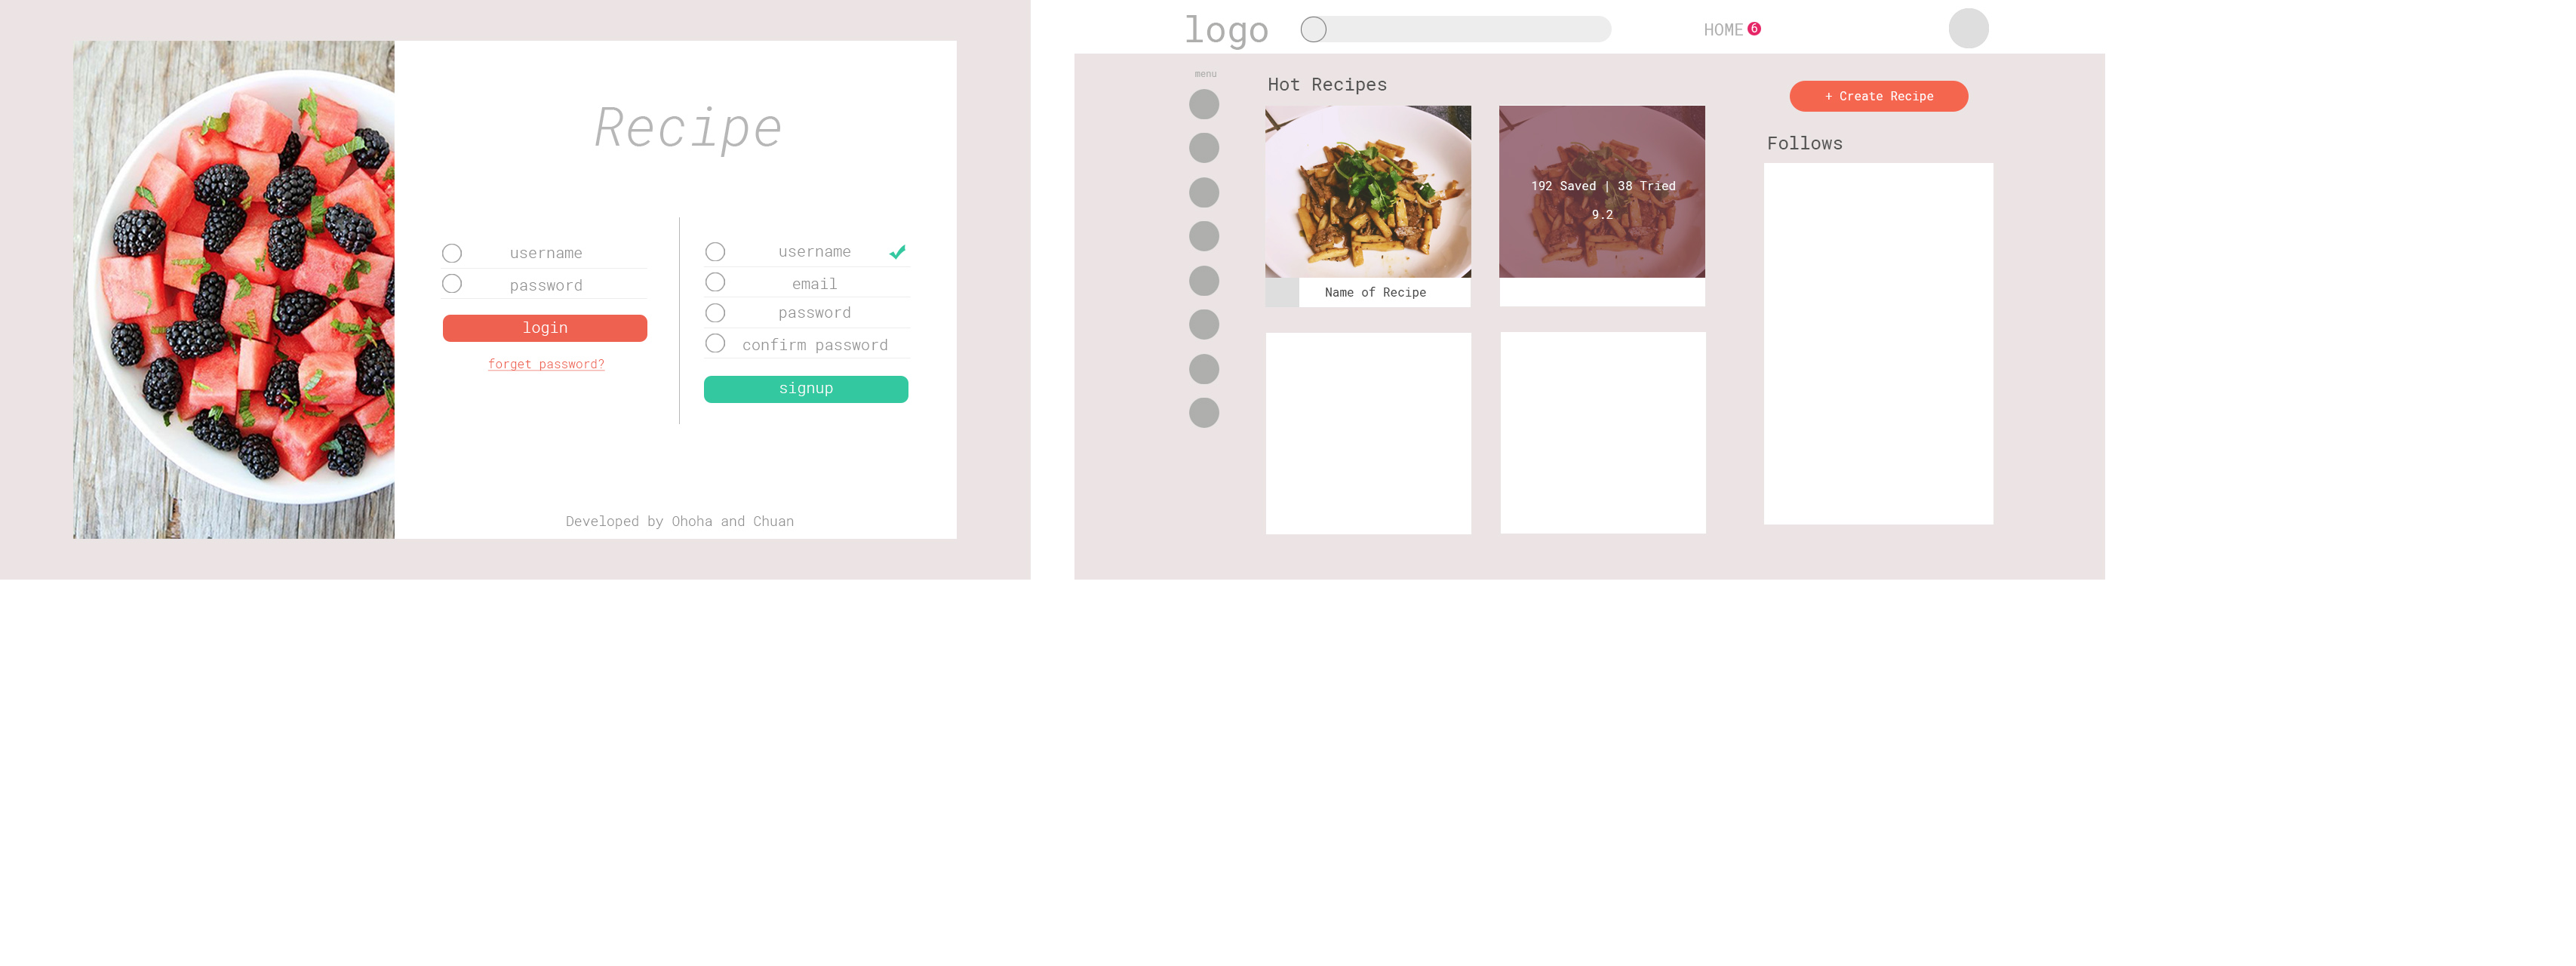 Recipe
username
password
login
forget password?
username
email
password
confirm password
signup
Developed by Ohoha and Chuan
logo
HOME 6
menu
Hot Recipes
Name of Recipe
192 Saved | 38 Tried
9.2
+ Create Recipe
Follows